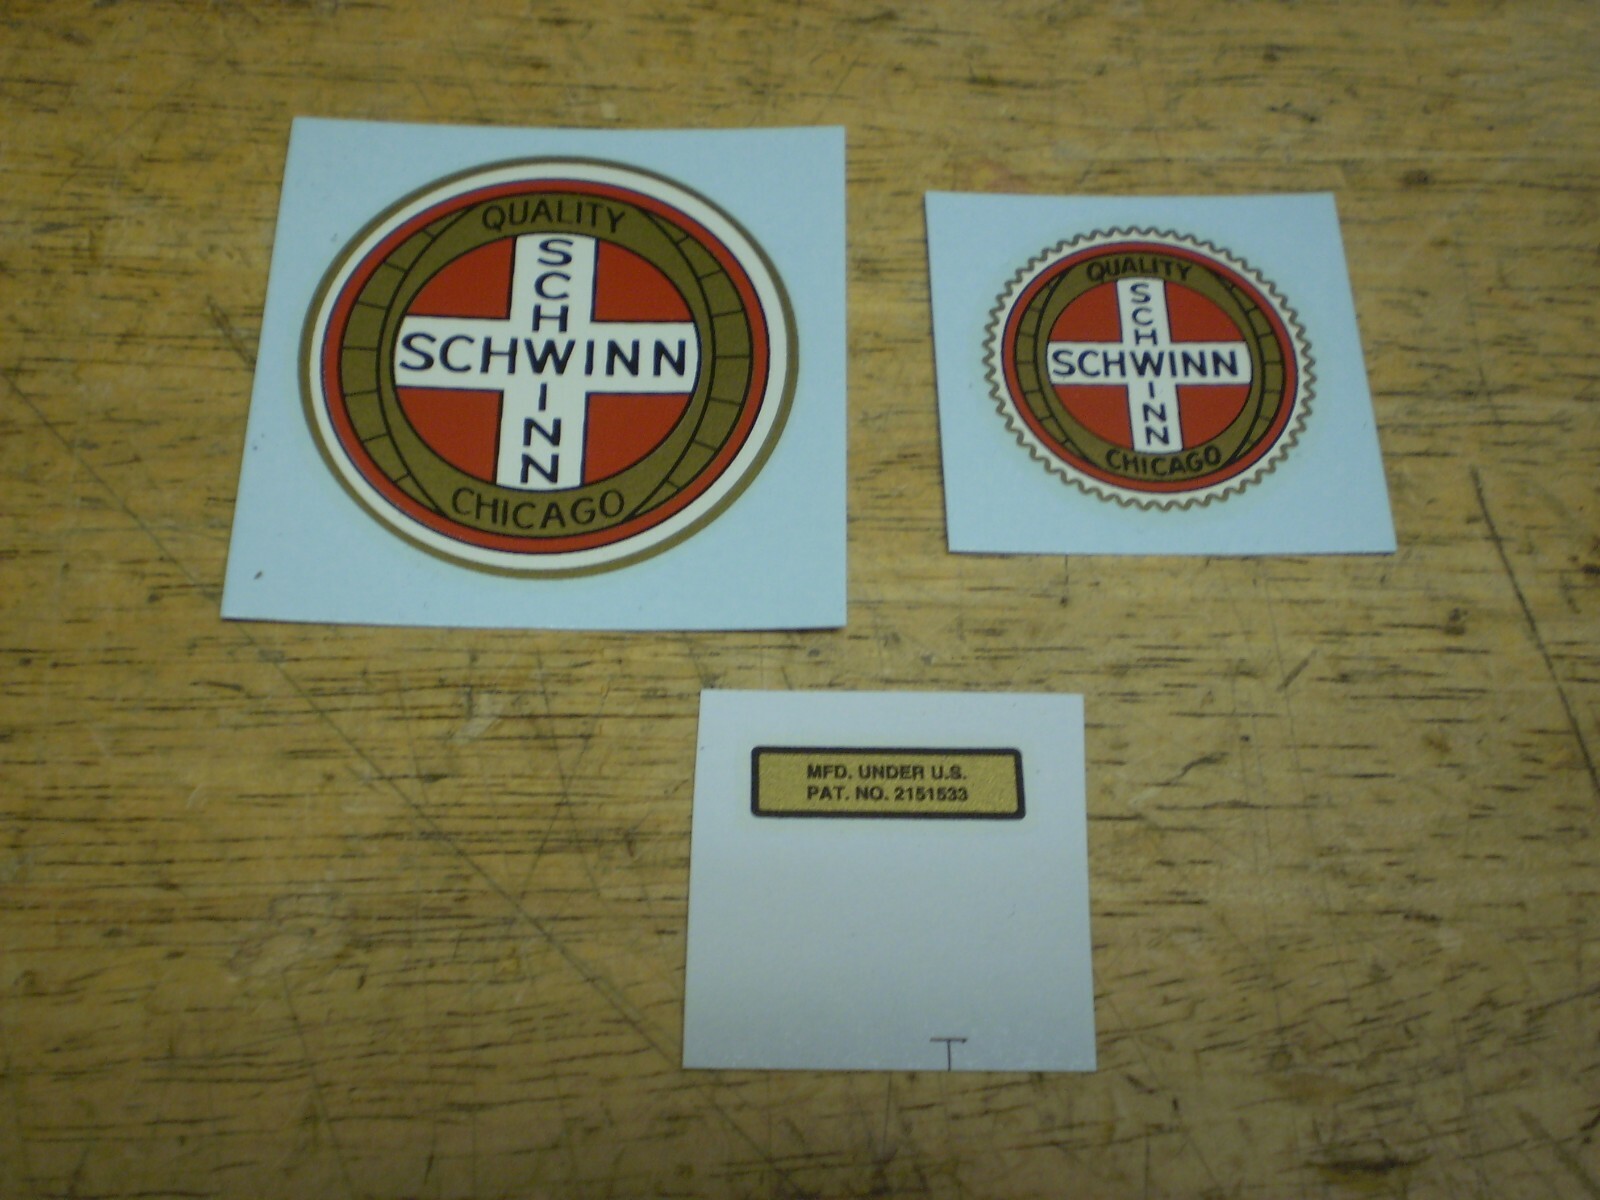 QUALITY
SCHWINN
SCHWINN
CHICAGO
QUALITY
SCHWINN
SCHWINN
CHICAGO
MFD. UNDER U.S.
PAT. NO. 2151533